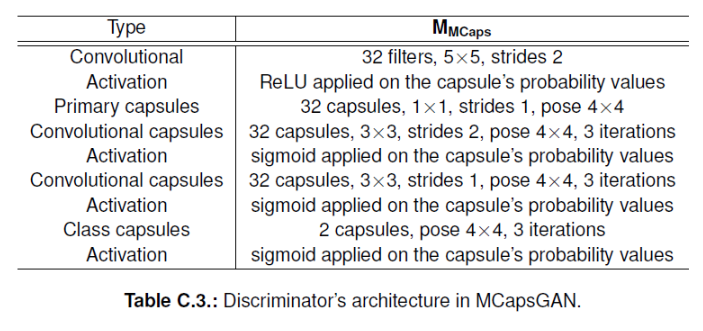 Type M_MCaps
Convolutional 32 filters, 5×5, strides 2
Activation ReLU applied on the capsule's probability values
Primary capsules 32 capsules, 1×1, strides 1, pose 4×4
Convolutional capsules 32 capsules, 3×3, strides 2, pose 4×4, 3 iterations
Activation sigmoid applied on the capsule's probability values
Convolutional capsules 32 capsules, 3×3, strides 1, pose 4×4, 3 iterations
Activation sigmoid applied on the capsule's probability values
Class capsules 2 capsules, pose 4×4, 3 iterations
Activation sigmoid applied on the capsule's probability values
Table C.3.: Discriminator's architecture in MCapsGAN.